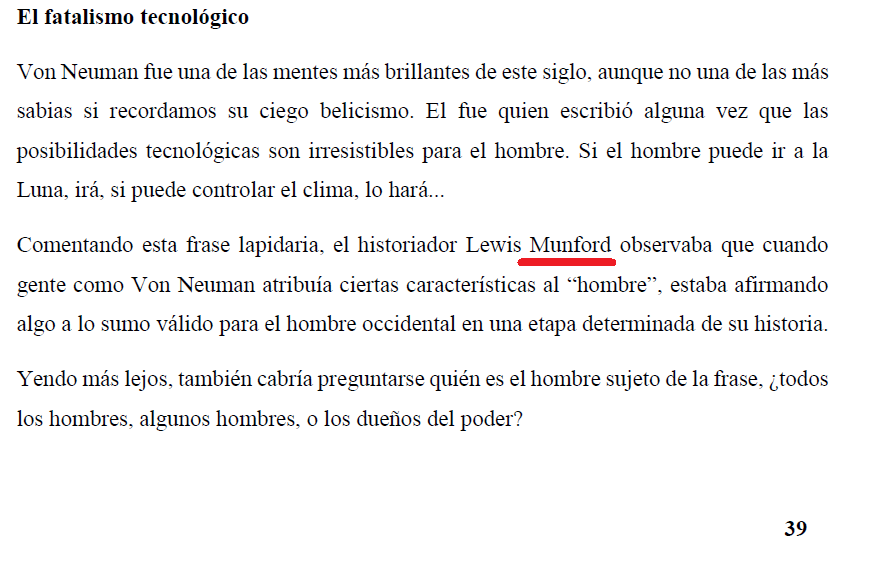 El fatalismo tecnológico
Von Neuman fue una de las mentes más brillantes de este siglo, aunque no una de las más
sabias si recordamos su ciego belicismo. El fue quien escribió alguna vez que las
posibilidades tecnológicas son irresistibles para el hombre. Si el hombre puede ir a la
Luna, irá, si puede controlar el clima, lo hará...
Comentando esta frase lapidaria, el historiador Lewis Munford observaba que cuando
gente como Von Neuman atribuía ciertas características al “hombre”, estaba afirmando
algo a lo sumo válido para el hombre occidental en una etapa determinada de su historia.
Yendo más lejos, también cabría preguntarse quién es el hombre sujeto de la frase, ¿todos
los hombres, algunos hombres, o los dueños del poder?
39